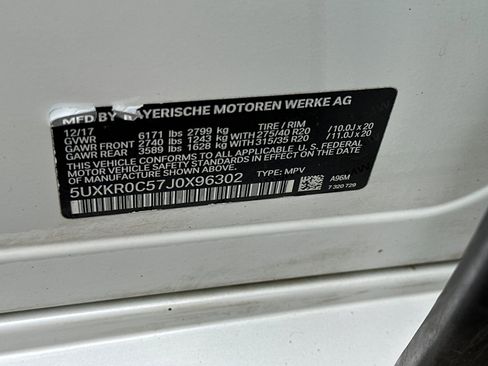 MFD BY BAYERISCHE MOTOREN WERKE AG
12/17 TIRE / RIM
GVWR 6171 lbs 2799 kg
GAWR FRONT 2740 lbs 1243 kg WITH 275/40 R20 /10.0J x 20
GAWR REAR 3589 lbs 1628 kg WITH 315/35 R20 /11.0J x 20
THIS VEHICLE CONFORMS TO ALL APPLICABLE FEDERAL
MOTOR VEHICLE SAFETY STANDARDS IN EFFECT ON THE DATE
OF MANUFACTURE SHOWN ABOVE.
5UXKR0C57J0X96302
TYPE: MPV
A96M
7 320 729